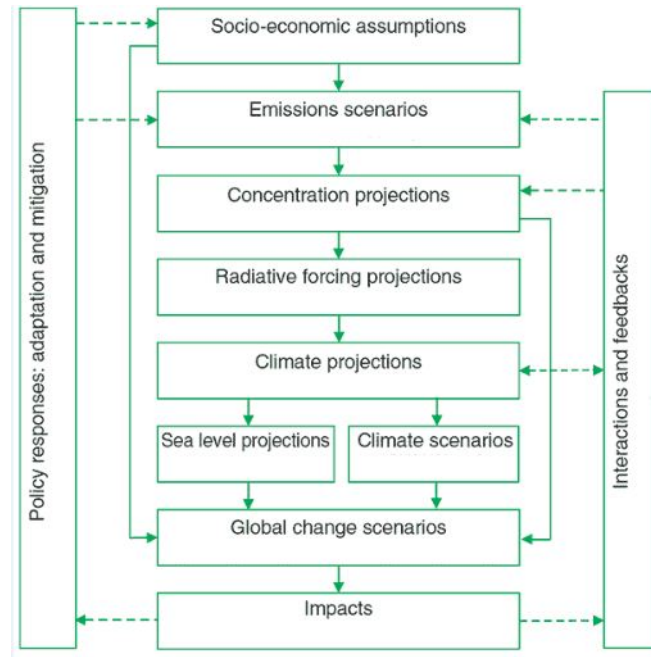 Socio-economic assumptions
Emissions scenarios
Concentration projections
Radiative forcing projections
Climate projections
Sea level projections
Climate scenarios
Global change scenarios
Impacts
Policy responses: adaptation and mitigation
Interactions and feedbacks